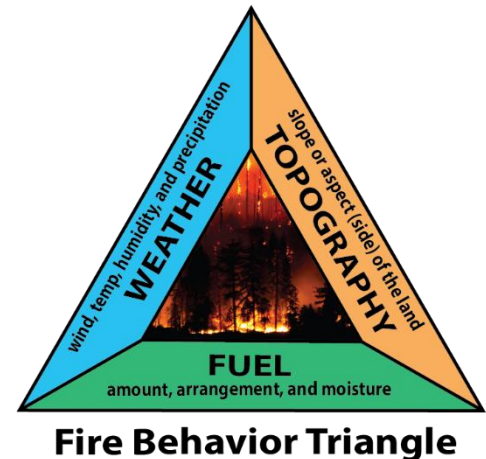 wind, temp, humidity, and precipitation
WEATHER
slope or aspect (side) of the land
TOPOGRAPHY
FUEL
amount, arrangement, and moisture
Fire Behavior Triangle